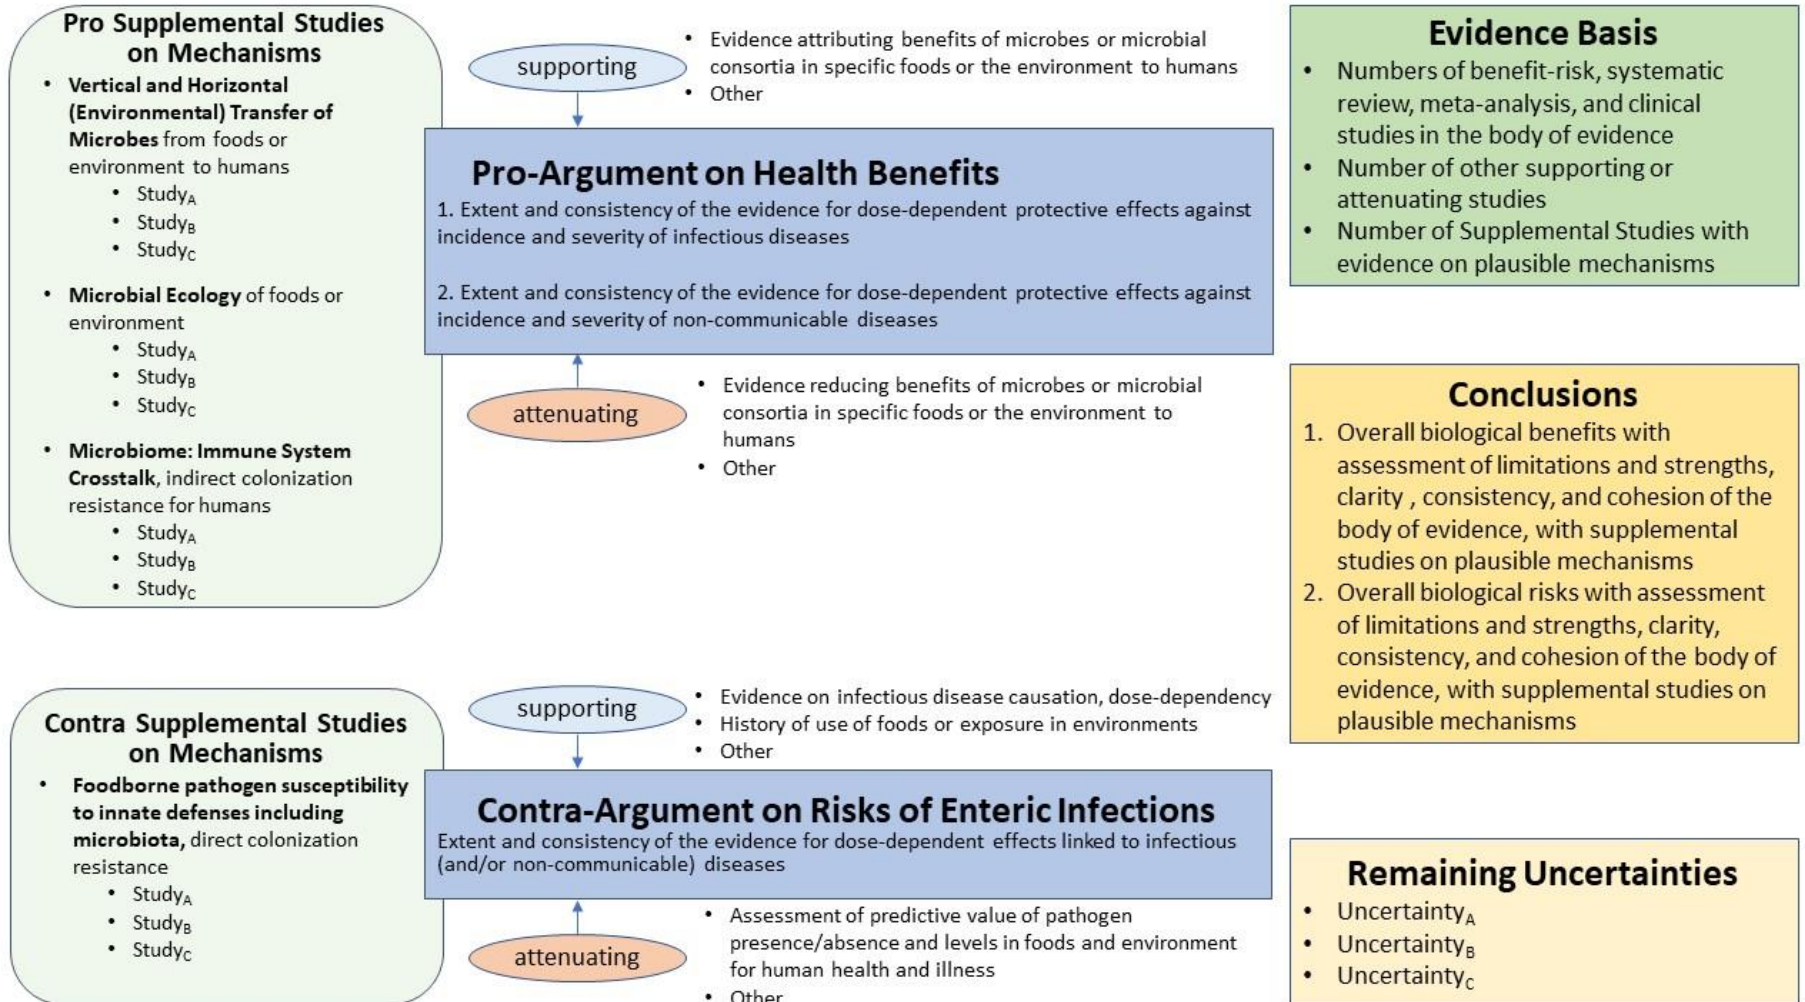 Pro Supplemental Studies
on Mechanisms
• Vertical and Horizontal
(Environmental) Transfer of
Microbes from foods or
environment to humans
• StudyA
• StudyB
• StudyC
• Microbial Ecology of foods or
environment
• StudyA
• StudyB
• StudyC
• Microbiome: Immune System
Crosstalk, indirect colonization
resistance for humans
• StudyA
• StudyB
• StudyC
supporting
• Evidence attributing benefits of microbes or microbial
consortia in specific foods or the environment to humans
• Other
Pro-Argument on Health Benefits
1. Extent and consistency of the evidence for dose-dependent protective effects against
incidence and severity of infectious diseases
2. Extent and consistency of the evidence for dose-dependent protective effects against
incidence and severity of non-communicable diseases
attenuating
• Evidence reducing benefits of microbes or microbial
consortia in specific foods or the environment to
humans
• Other
Evidence Basis
• Numbers of benefit-risk, systematic
review, meta-analysis, and clinical
studies in the body of evidence
• Number of other supporting or
attenuating studies
• Number of Supplemental Studies with
evidence on plausible mechanisms
Conclusions
1. Overall biological benefits with
assessment of limitations and strengths,
clarity , consistency, and cohesion of the
body of evidence, with supplemental
studies on plausible mechanisms
2. Overall biological risks with assessment
of limitations and strengths, clarity,
consistency, and cohesion of the body of
evidence, with supplemental studies on
plausible mechanisms
Contra Supplemental Studies
on Mechanisms
• Foodborne pathogen susceptibility
to innate defenses including
microbiota, direct colonization
resistance
• StudyA
• StudyB
• StudyC
supporting
• Evidence on infectious disease causation, dose-dependency
• History of use of foods or exposure in environments
• Other
Contra-Argument on Risks of Enteric Infections
Extent and consistency of the evidence for dose-dependent effects linked to infectious
(and/or non-communicable) diseases
attenuating
• Assessment of predictive value of pathogen
presence/absence and levels in foods and environment
for human health and illness
• Other
Remaining Uncertainties
• UncertaintyA
• UncertaintyB
• UncertaintyC